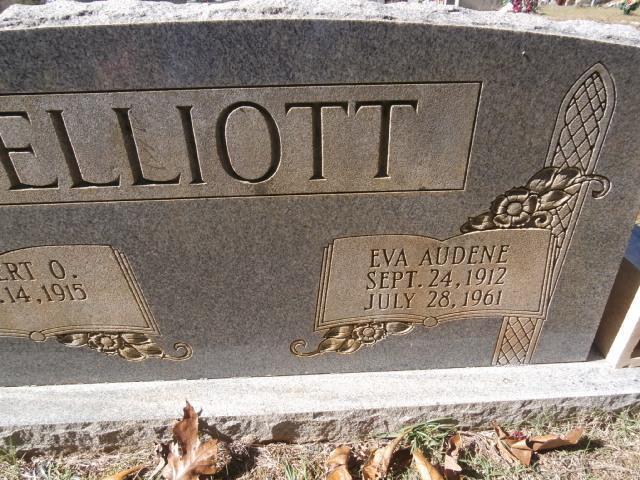 ELLIOTT
ERT O.
.14, 1915
EVA AUDENE
SEPT. 24, 1912
JULY 28, 1961